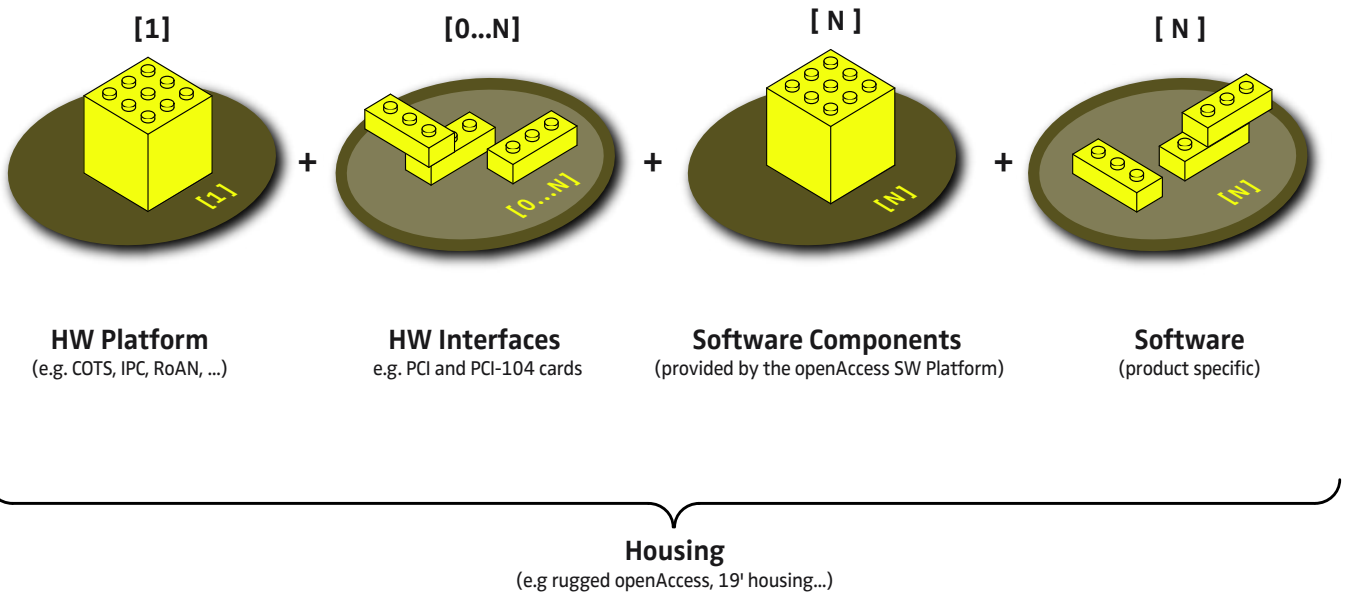 [1]
[0...N]
[ N ]
[ N ]
[1]
+
[0...N]
+
[N]
+
[N]
HW Platform
(e.g. COTS, IPC, RoAN, ...)
HW Interfaces
e.g. PCI and PCI-104 cards
Software Components
(provided by the openAccess SW Platform)
Software
(product specific)
Housing
(e.g rugged openAccess, 19' housing...)